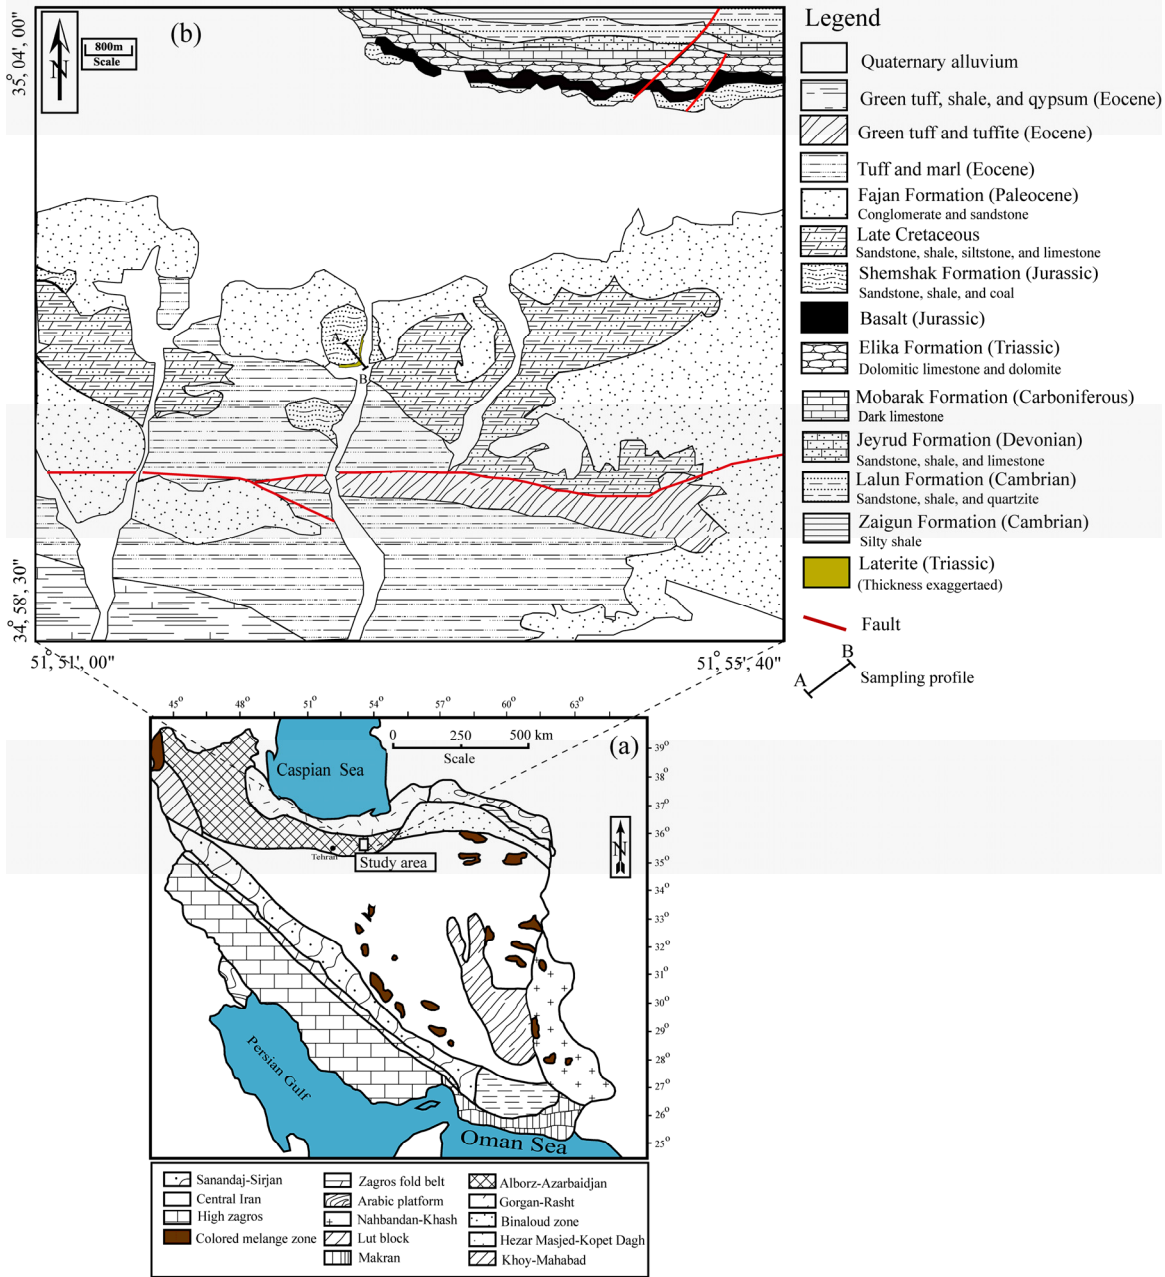 (b)
800m
Scale
N
35°, 04', 00"
34°, 58', 30"
51°, 51', 00"
51°, 55', 40"
A
B
Legend
Quaternary alluvium
Green tuff, shale, and qypsum (Eocene)
Green tuff and tuffite (Eocene)
Tuff and marl (Eocene)
Fajan Formation (Paleocene)
Conglomerate and sandstone
Late Cretaceous
Sandstone, shale, siltstone, and limestone
Shemshak Formation (Jurassic)
Sandstone, shale, and coal
Basalt (Jurassic)
Elika Formation (Triassic)
Dolomitic limestone and dolomite
Mobarak Formation (Carboniferous)
Dark limestone
Jeyrud Formation (Devonian)
Sandstone, shale, and limestone
Lalun Formation (Cambrian)
Sandstone, shale, and quartzite
Zaigun Formation (Cambrian)
Silty shale
Laterite (Triassic)
(Thickness exaggertaed)
Fault
A B
Sampling profile
45° 48° 51° 54° 57° 60° 63°
(a)
0 250 500 km
Scale
Caspian Sea
N
39°
38°
37°
36°
35°
34°
33°
32°
31°
30°
29°
28°
27°
26°
25°
Tehran
Study area
Persian Gulf
Oman Sea
Sanandaj-Sirjan
Central Iran
High zagros
Colored melange zone
Zagros fold belt
Arabic platform
Nahbandan-Khash
Lut block
Makran
Alborz-Azarbaidjan
Gorgan-Rasht
Binaloud zone
Hezar Masjed-Kopet Dagh
Khoy-Mahabad